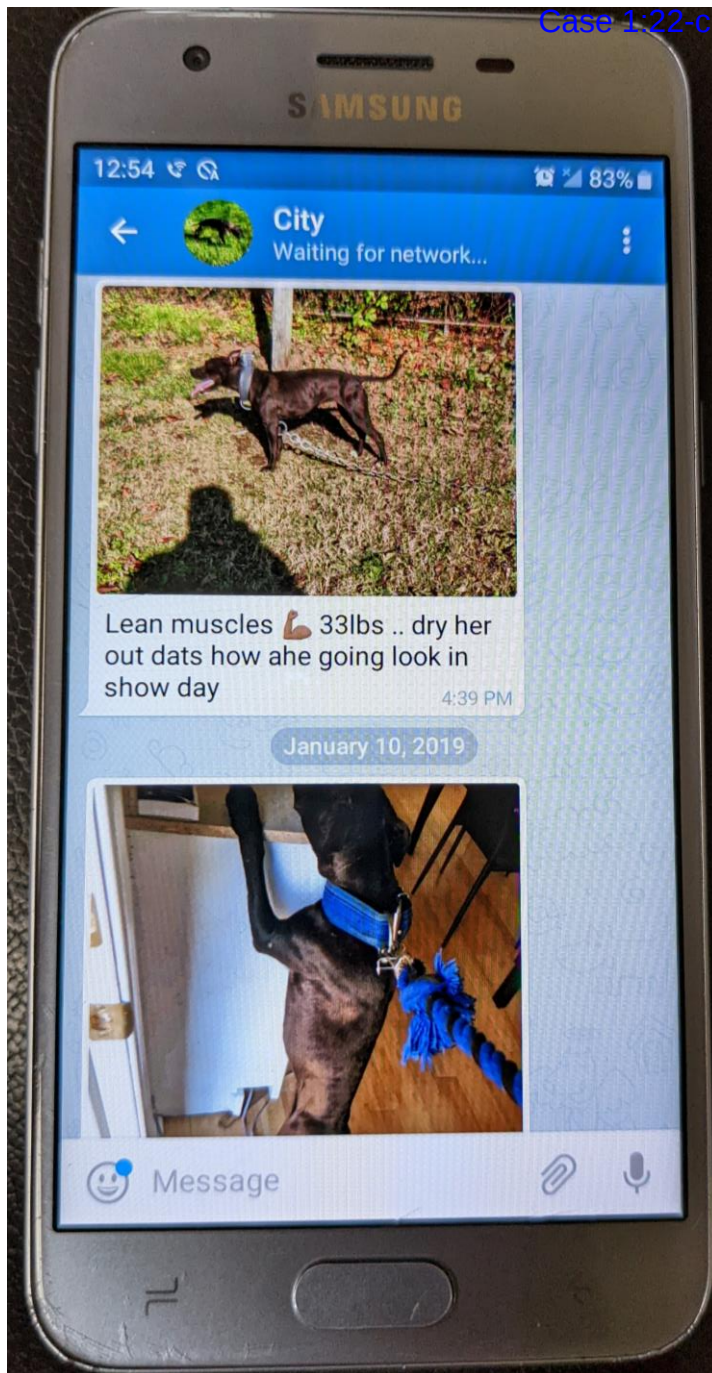 Case 1:22-c
SAMSUNG
12:54
83%
City
Waiting for network...
Lean muscles 💪🏾 33lbs .. dry her
out dats how ahe going look in
show day
4:39 PM
January 10, 2019
Message